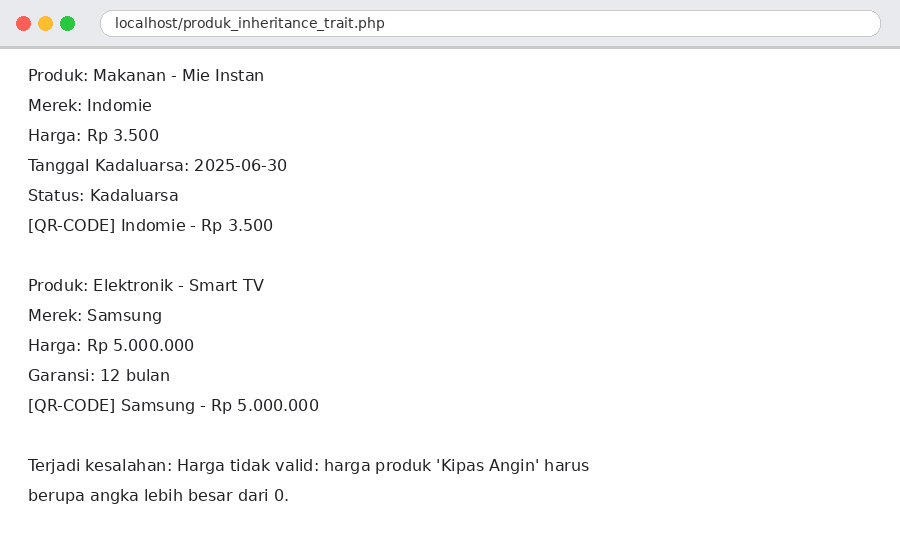 localhost/produk_inheritance_trait.php
Produk: Makanan - Mie Instan
Merek: Indomie
Harga: Rp 3.500
Tanggal Kadaluarsa: 2025-06-30
Status: Kadaluarsa
[QR-CODE] Indomie - Rp 3.500
Produk: Elektronik - Smart TV
Merek: Samsung
Harga: Rp 5.000.000
Garansi: 12 bulan
[QR-CODE] Samsung - Rp 5.000.000
Terjadi kesalahan: Harga tidak valid: harga produk 'Kipas Angin' harus
berupa angka lebih besar dari 0.